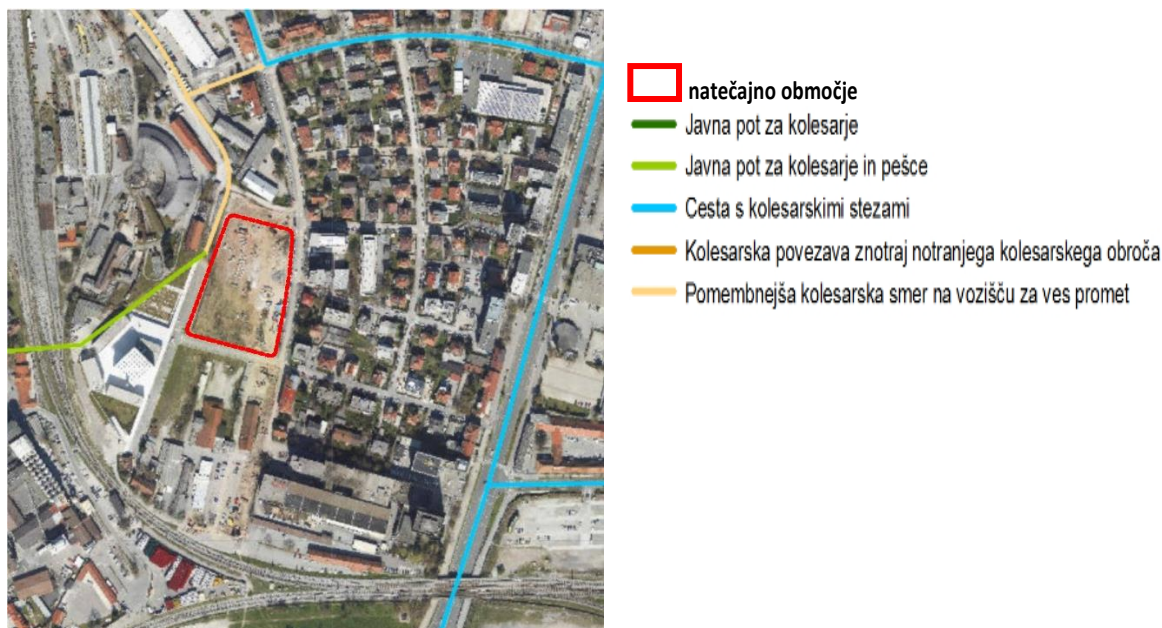 natečajno območje
Javna pot za kolesarje
Javna pot za kolesarje in pešce
Cesta s kolesarskimi stezami
Kolesarska povezava znotraj notranjega kolesarskega obroča
Pomembnejša kolesarska smer na vozišču za ves promet